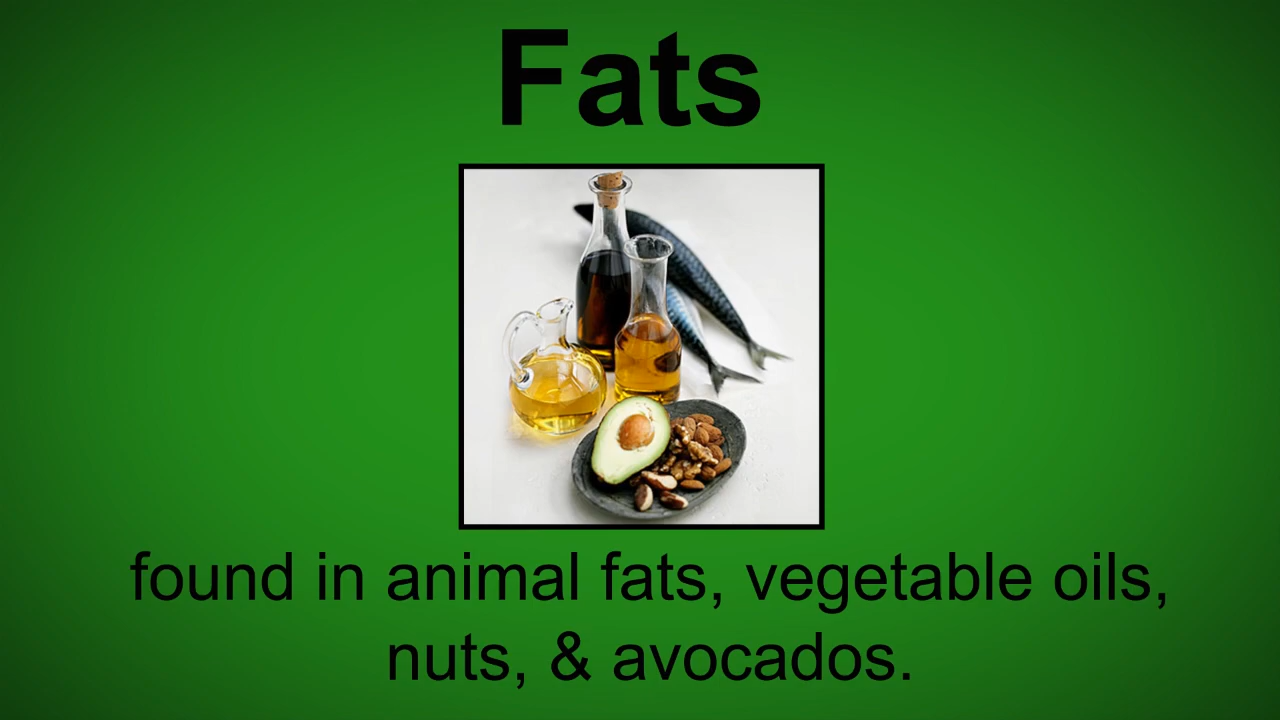 Fats
found in animal fats, vegetable oils,
nuts, & avocados.